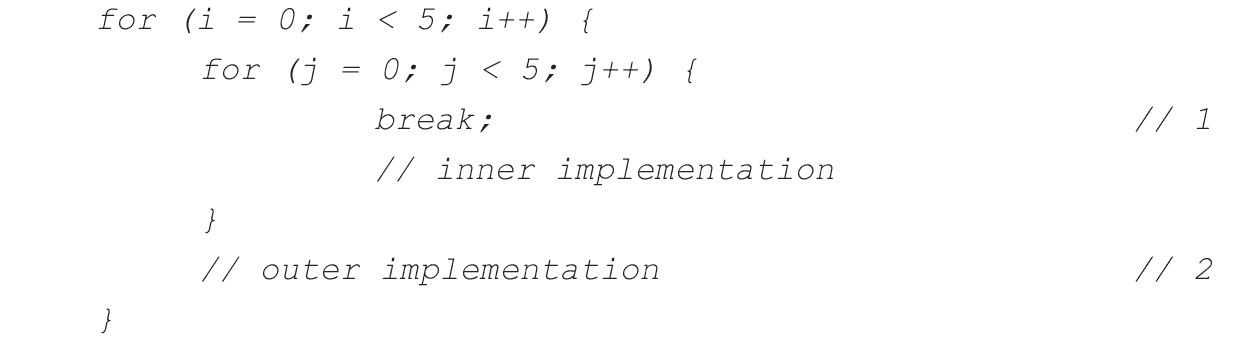 for (i = 0; i < 5; i++) {
for (j = 0; j < 5; j++) {
break; // 1
// inner implementation
}
// outer implementation // 2
}